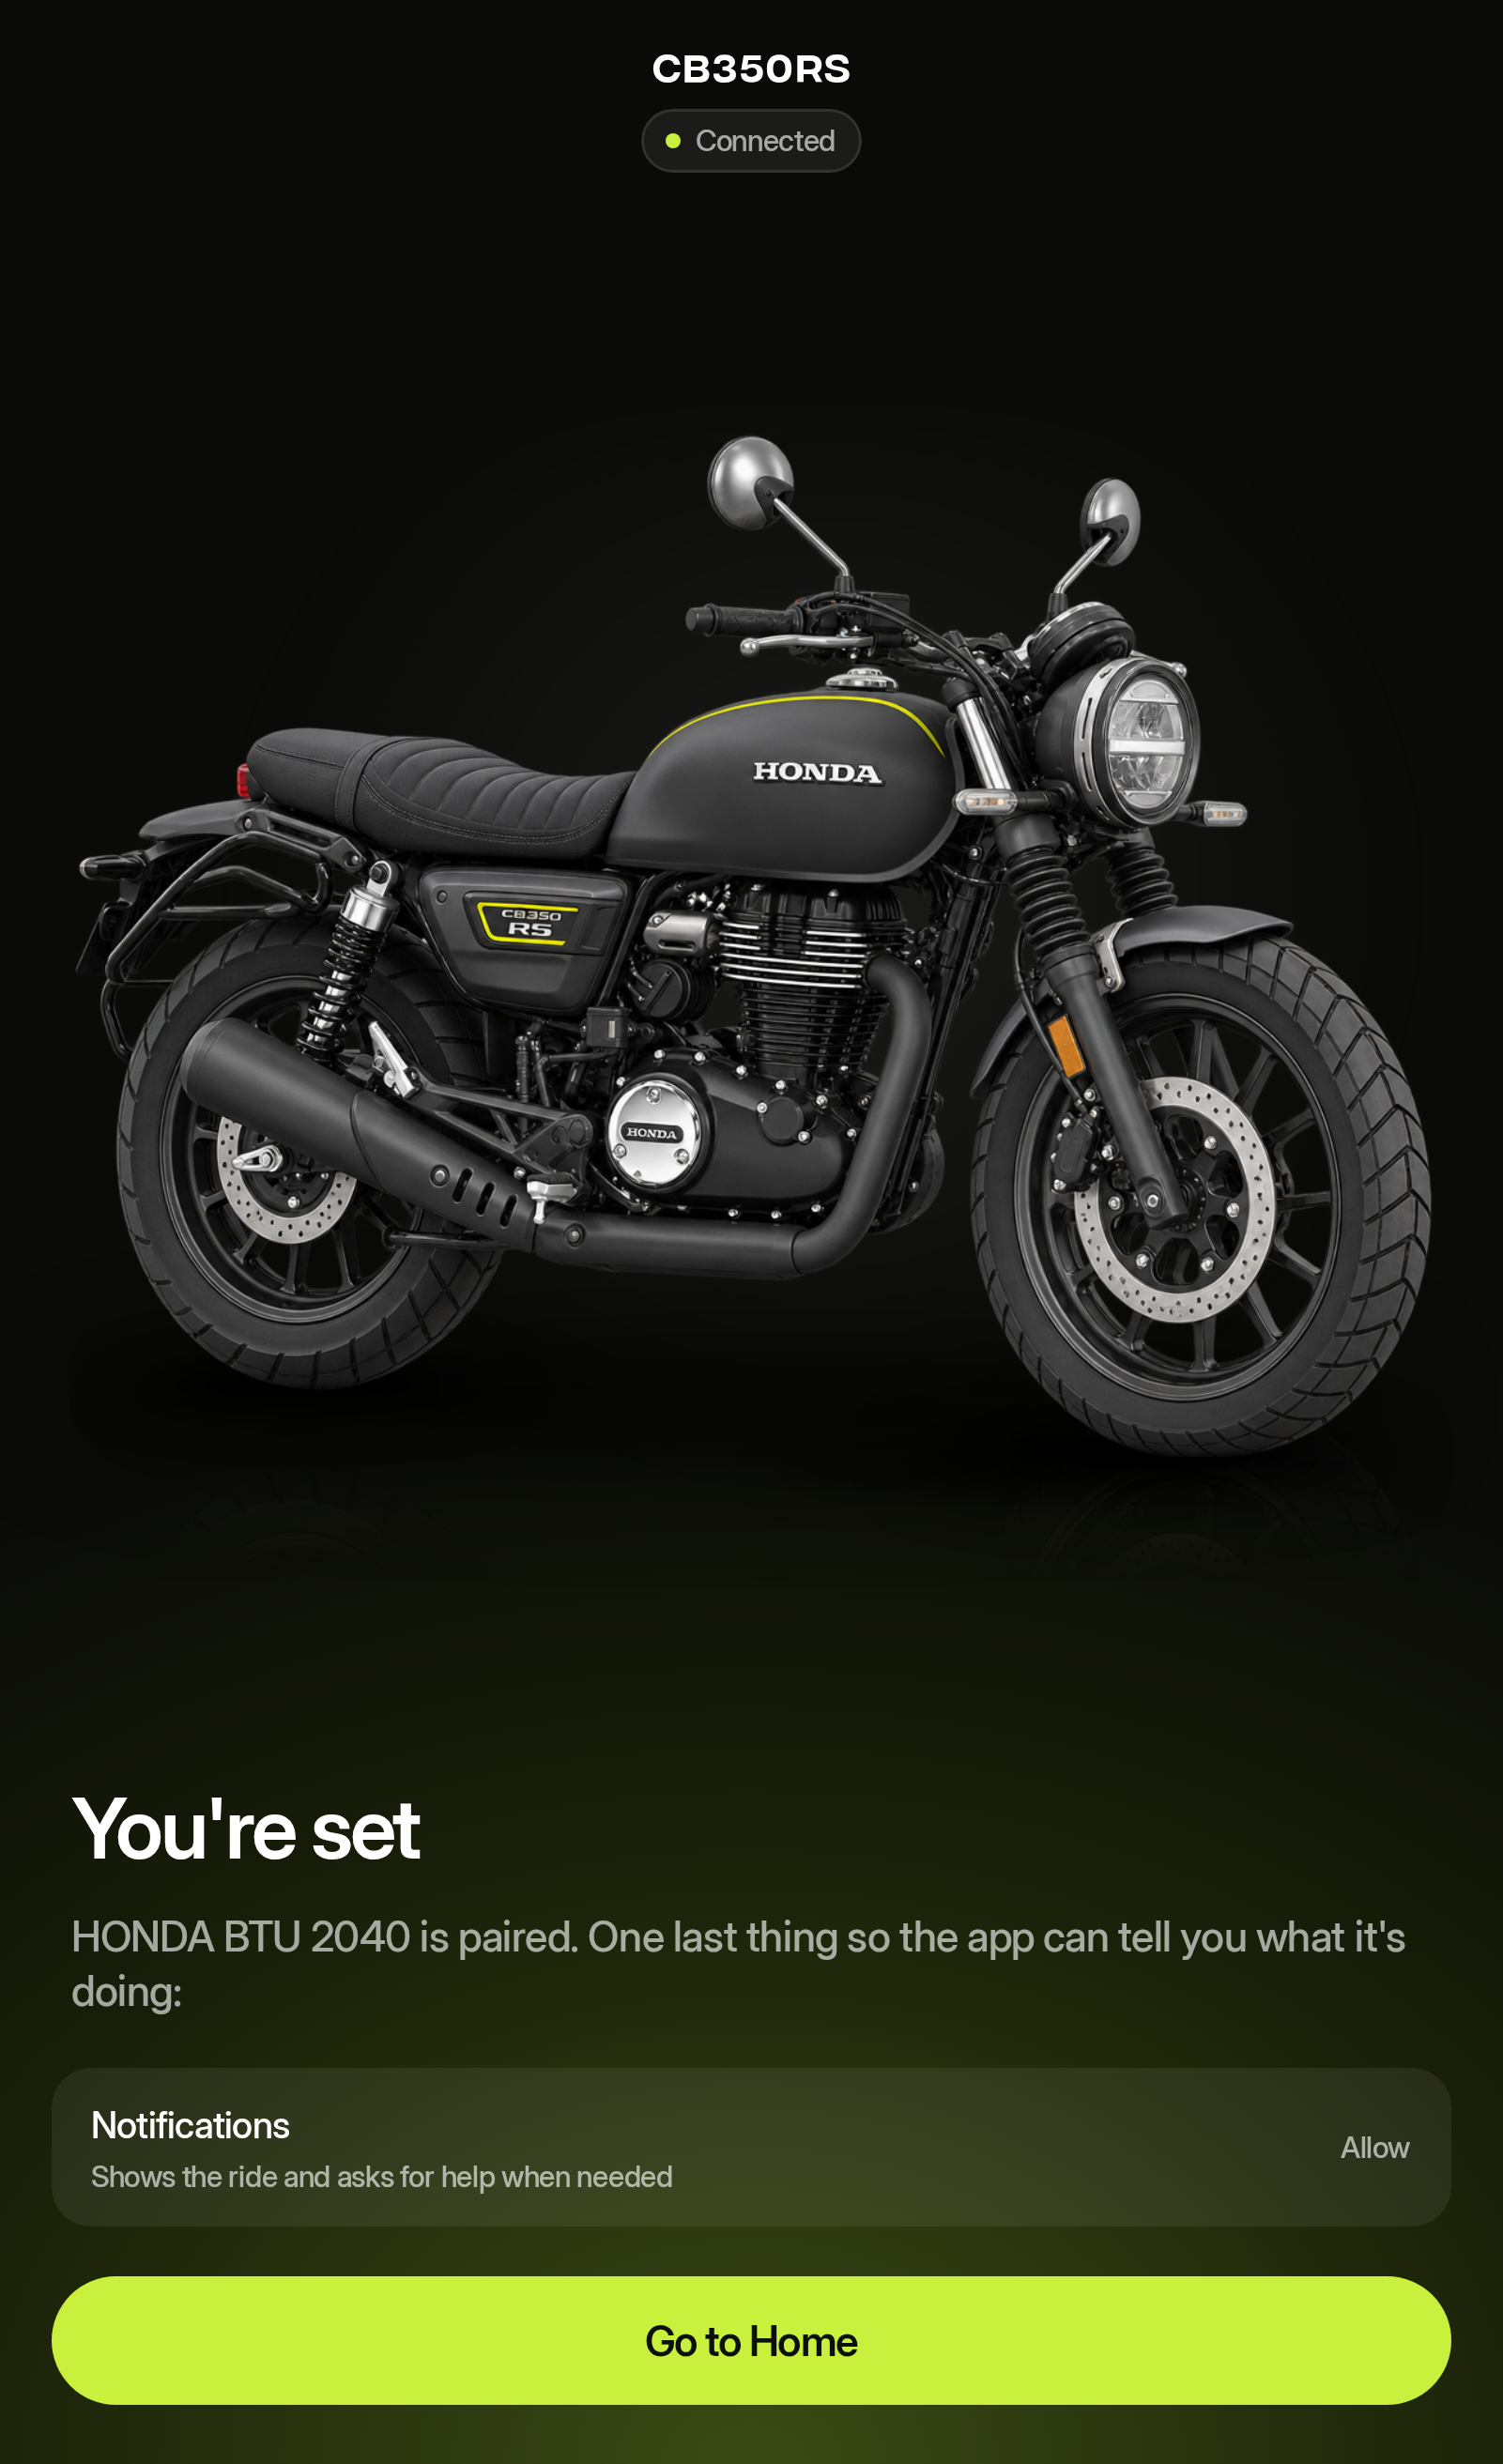 CB350RS
Connected
HONDA
CB350
RS
HONDA
You're set
HONDA BTU 2040 is paired. One last thing so the app can tell you what it's
doing:
Notifications
Shows the ride and asks for help when needed
Allow
Go to Home